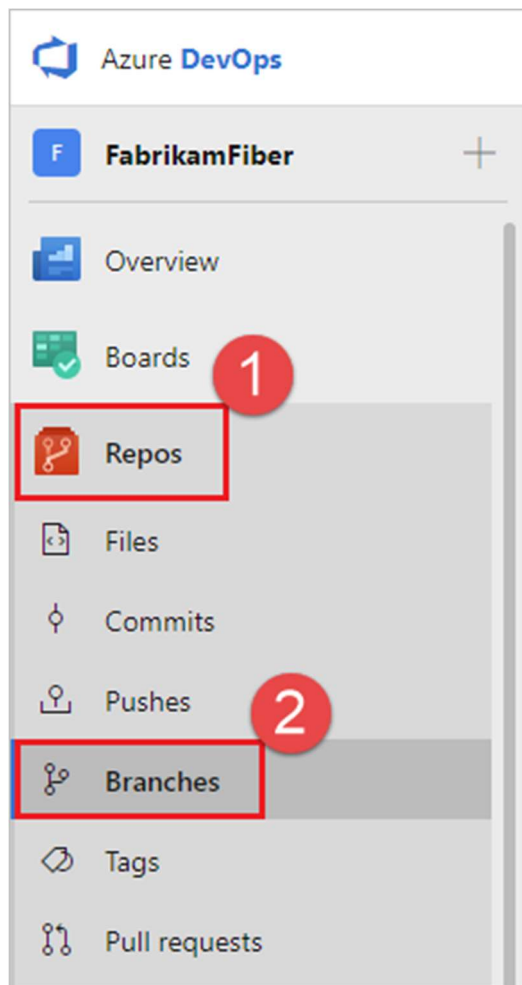 Azure DevOps
F FabrikamFiber
Overview
Boards
1
Repos
Files
Commits
Pushes
2
Branches
Tags
Pull requests